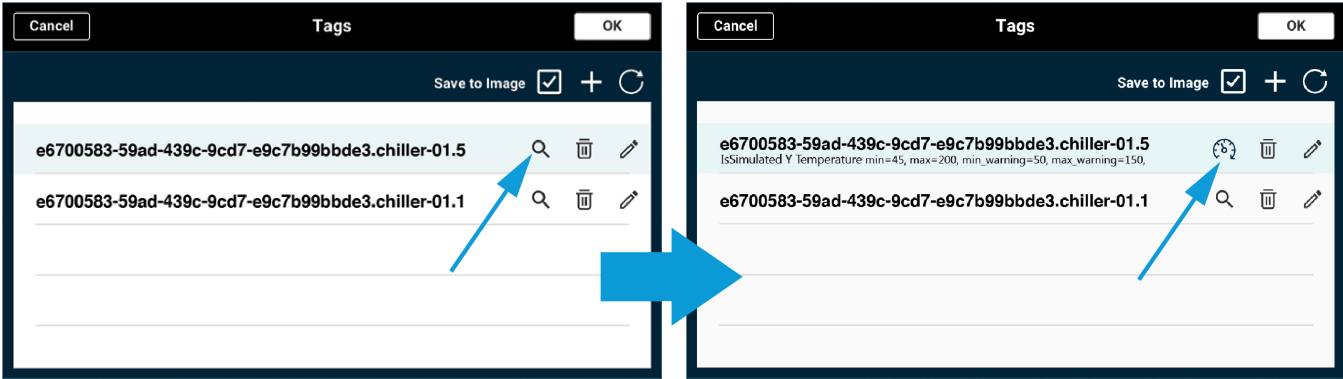 Cancel Tags OK
Save to Image
e6700583-59ad-439c-9cd7-e9c7b99bbde3.chiller-01.5
e6700583-59ad-439c-9cd7-e9c7b99bbde3.chiller-01.1
Cancel Tags OK
Save to Image
e6700583-59ad-439c-9cd7-e9c7b99bbde3.chiller-01.5
IsSimulated Y Temperature min=45, max=200, min_warning=50, max_warning=150,
e6700583-59ad-439c-9cd7-e9c7b99bbde3.chiller-01.1